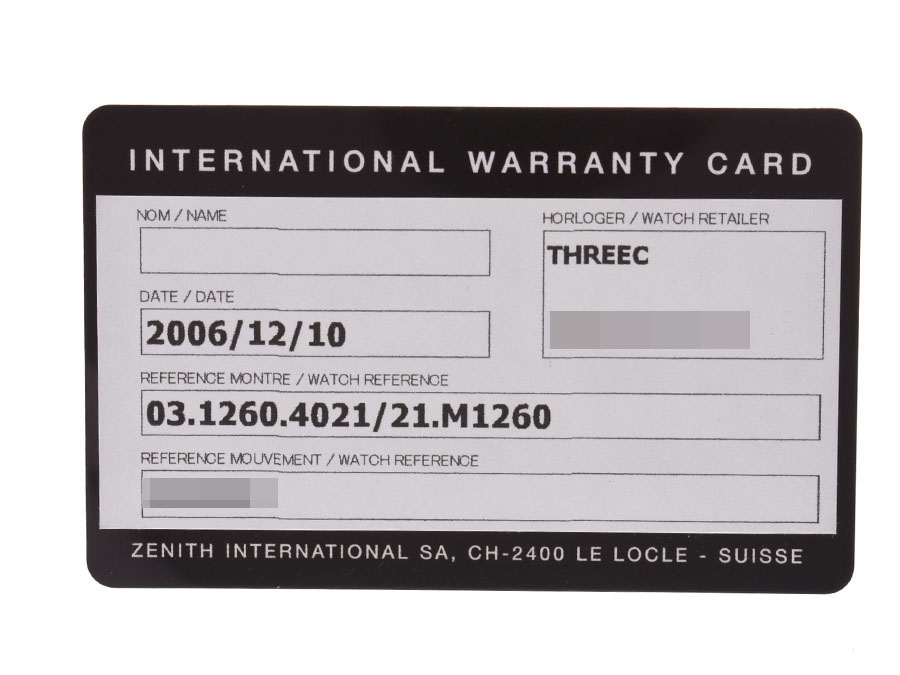 INTERNATIONAL WARRANTY CARD
NOM / NAME
HORLOGER / WATCH RETAILER
THREEC
DATE / DATE
2006/12/10
REFERENCE MONTRE / WATCH REFERENCE
03.1260.4021/21.M1260
REFERENCE MOUVEMENT / WATCH REFERENCE
ZENITH INTERNATIONAL SA, CH-2400 LE LOCLE - SUISSE